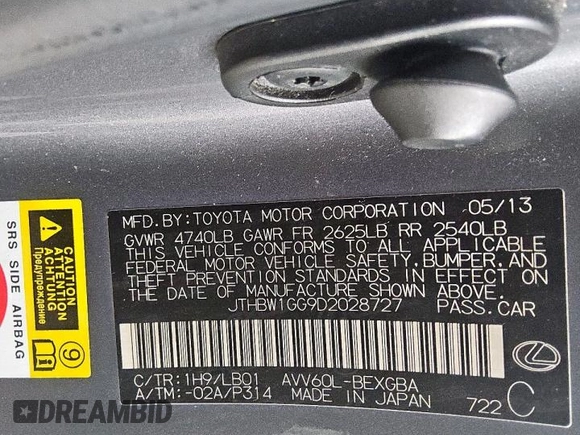 MFD. BY: TOYOTA MOTOR CORPORATION 05/13
GVWR 4740LB GAWR FR 2625LB RR 2540LB
THIS VEHICLE CONFORMS TO ALL APPLICABLE
FEDERAL MOTOR VEHICLE SAFETY, BUMPER, AND
THEFT PREVENTION STANDARDS IN EFFECT ON
THE DATE OF MANUFACTURE SHOWN ABOVE.
JTHBW1GG9D2028727 PASS.CAR
C/TR: 1H9/LB01 AVV60L-BEXGBA
A/TM: -02A/P314 MADE IN JAPAN 722 C
SRS SIDE AIRBAG
CAUTION
ACHTUNG
Предупреждение
9
DREAMBID